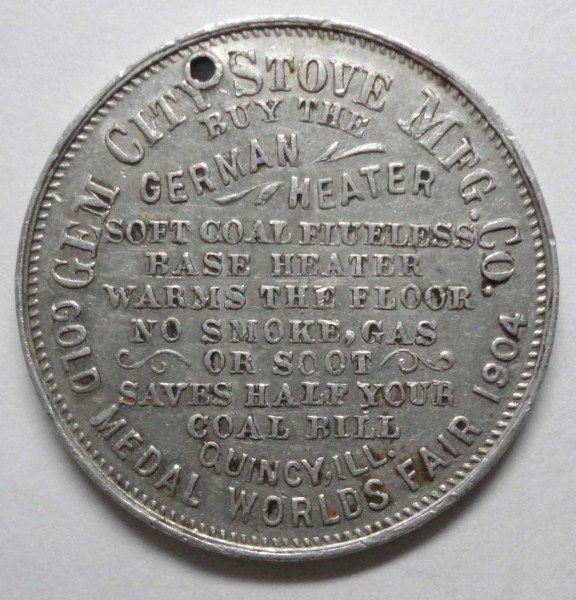 GEM CITY STOVE MFG. CO.
BUY THE
GERMAN
HEATER
SOFT COAL FLUELESS
BASE HEATER
WARMS THE FLOOR
NO SMOKE, GAS
OR SOOT
SAVES HALF YOUR
COAL BILL
QUINCY, ILL.
GOLD MEDAL WORLDS FAIR 1904